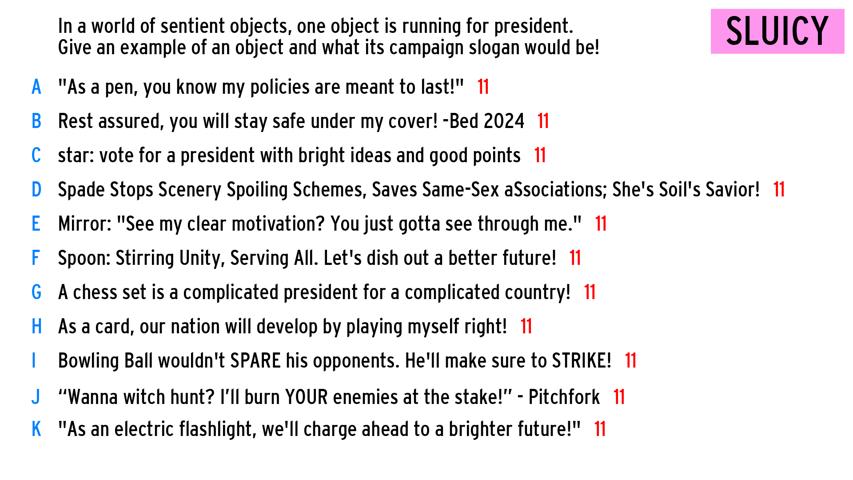 In a world of sentient objects, one object is running for president.
Give an example of an object and what its campaign slogan would be!
SLUICY
A "As a pen, you know my policies are meant to last!" 11
B Rest assured, you will stay safe under my cover! -Bed 2024 11
C star: vote for a president with bright ideas and good points 11
D Spade Stops Scenery Spoiling Schemes, Saves Same-Sex aSsociations; She's Soil's Savior! 11
E Mirror: "See my clear motivation? You just gotta see through me." 11
F Spoon: Stirring Unity, Serving All. Let's dish out a better future! 11
G A chess set is a complicated president for a complicated country! 11
H As a card, our nation will develop by playing myself right! 11
I Bowling Ball wouldn't SPARE his opponents. He'll make sure to STRIKE! 11
J “Wanna witch hunt? I’ll burn YOUR enemies at the stake!” - Pitchfork 11
K "As an electric flashlight, we'll charge ahead to a brighter future!" 11